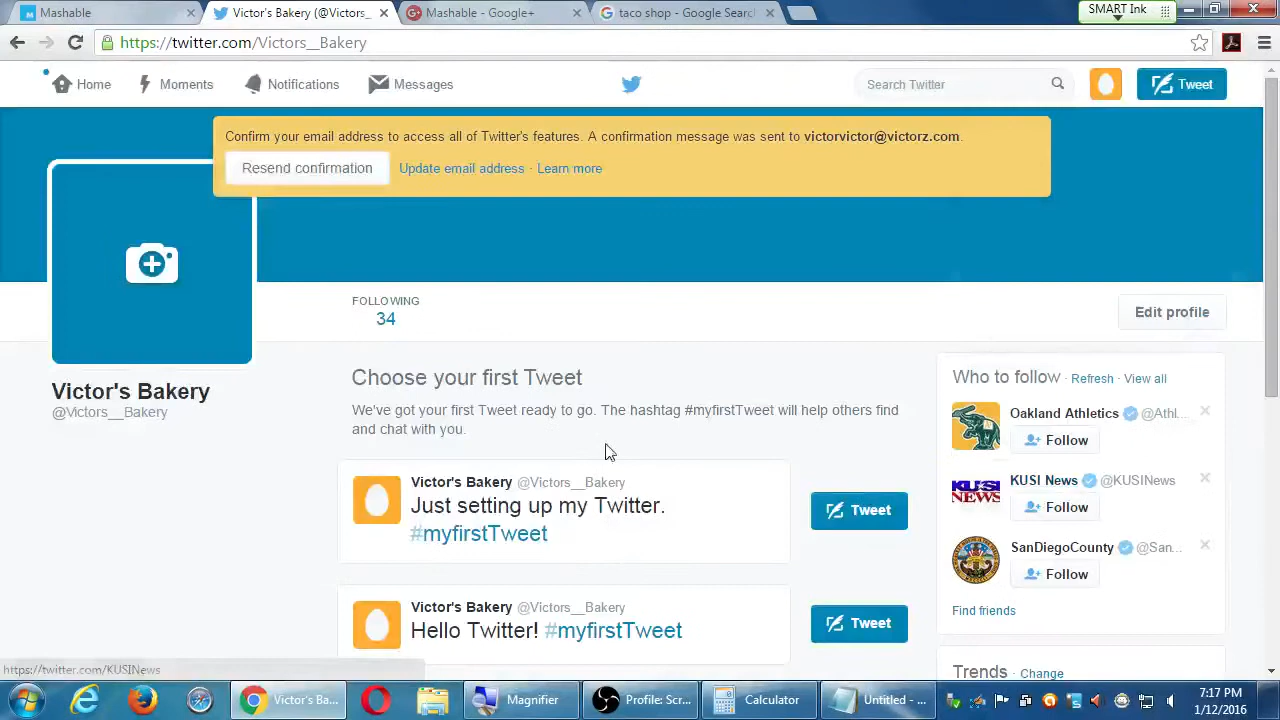 Mashable
Victor's Bakery (@Victors_
Mashable - Google+
taco shop - Google Searc
SMART Ink
https://twitter.com/Victors__Bakery
Home
Moments
Notifications
Messages
Search Twitter
Tweet
Confirm your email address to access all of Twitter's features. A confirmation message was sent to victorvictor@victorz.com.
Resend confirmation
Update email address · Learn more
FOLLOWING
34
Edit profile
Victor's Bakery
@Victors__Bakery
Choose your first Tweet
We've got your first Tweet ready to go. The hashtag #myfirstTweet will help others find
and chat with you.
Victor's Bakery @Victors__Bakery
Just setting up my Twitter.
#myfirstTweet
Tweet
Victor's Bakery @Victors__Bakery
Hello Twitter! #myfirstTweet
Tweet
Who to follow · Refresh · View all
Oakland Athletics @Athl...
Follow
KUSI NEWS
KUSI News @KUSINews
Follow
SanDiegoCounty @San...
Follow
Find friends
Trends · Change
https://twitter.com/KUSINews
Victor's Ba...
Magnifier
Profile: Scr...
Calculator
Untitled - ...
7:17 PM
1/12/2016